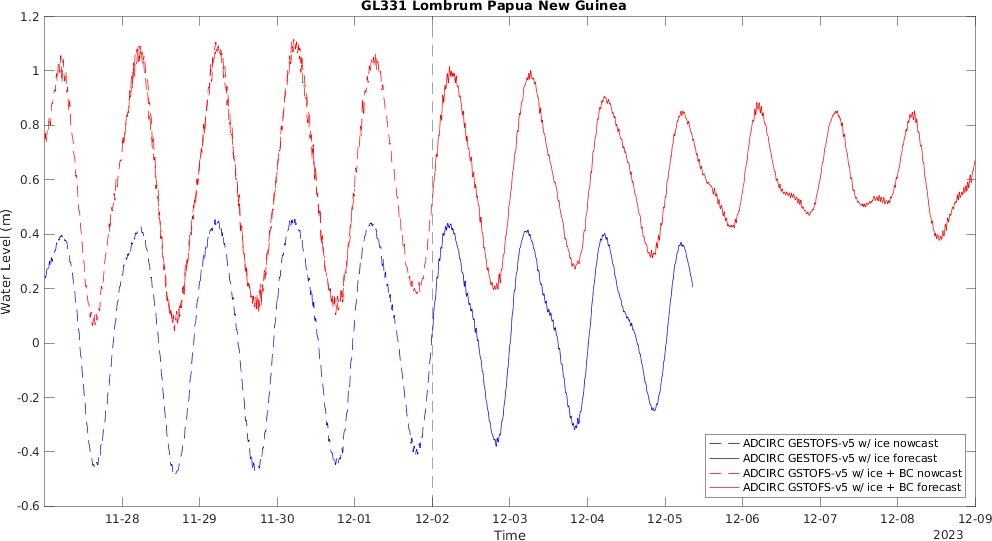 GL331 Lombrum Papua New Guinea
1.2
1
0.8
0.6
0.4
0.2
0
-0.2
-0.4
-0.6
Water Level (m)
ADCIRC GESTOFS-v5 w/ ice nowcast
ADCIRC GESTOFS-v5 w/ ice forecast
ADCIRC GSTOFS-v5 w/ ice + BC nowcast
ADCIRC GSTOFS-v5 w/ ice + BC forecast
11-28 11-29 11-30 12-01 12-02 12-03 12-04 12-05 12-06 12-07 12-08 12-09
Time
2023